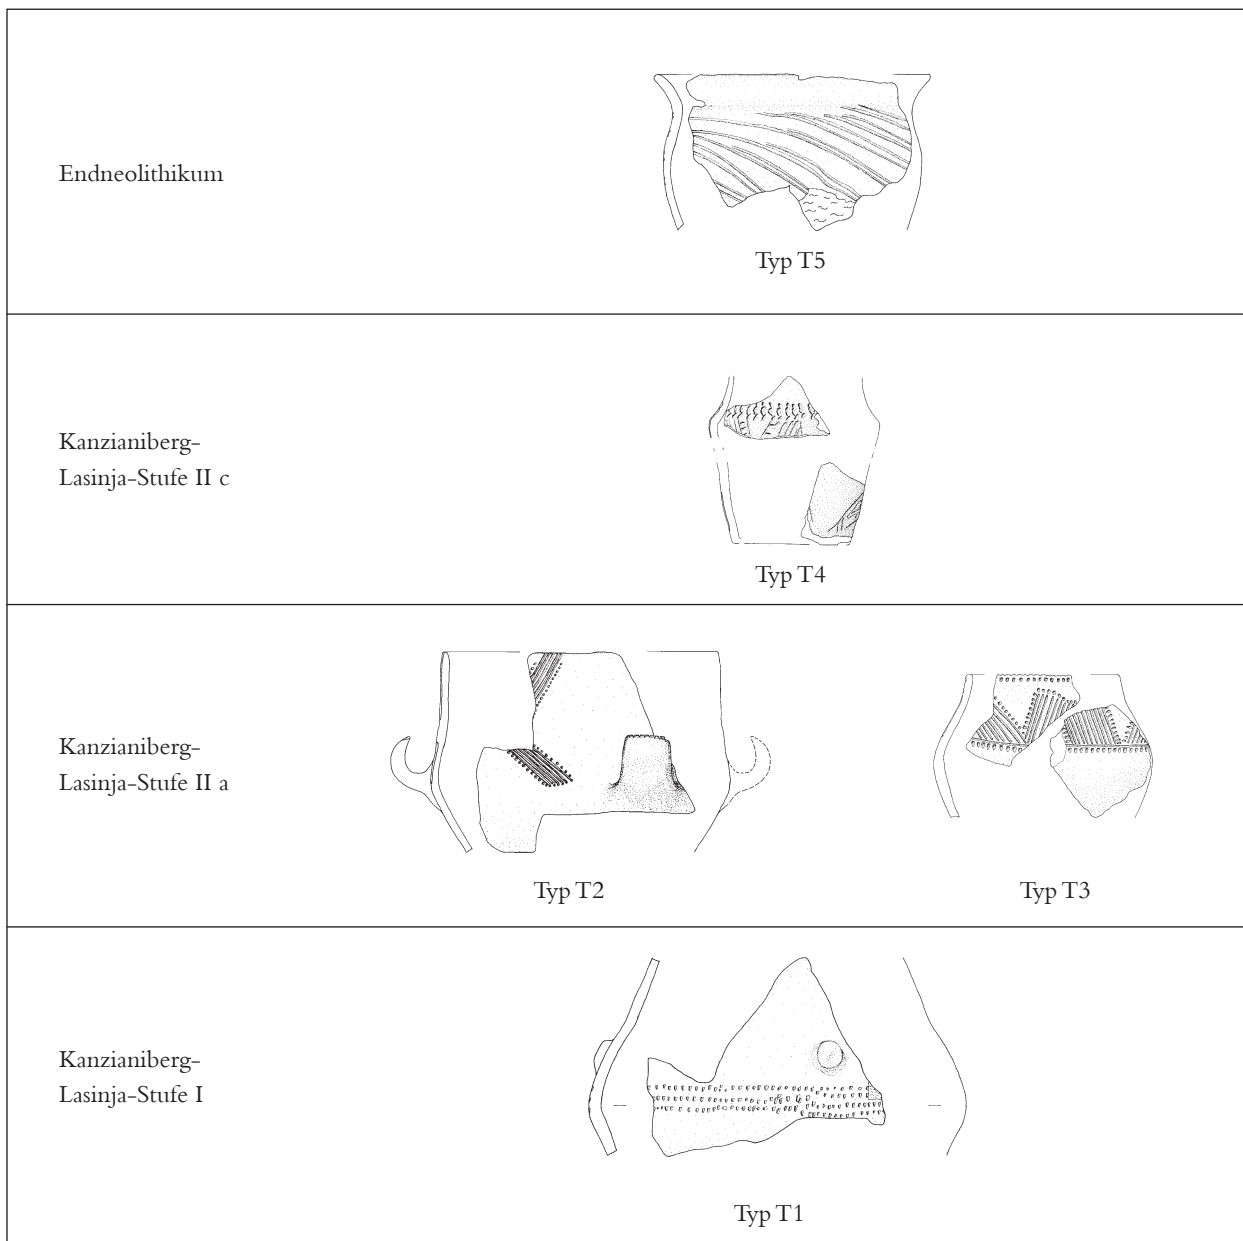 Endneolithikum
Typ T5
Kanzianiberg-
Lasinja-Stufe II c
Typ T4
Kanzianiberg-
Lasinja-Stufe II a
Typ T2
Typ T3
Kanzianiberg-
Lasinja-Stufe I
Typ T1